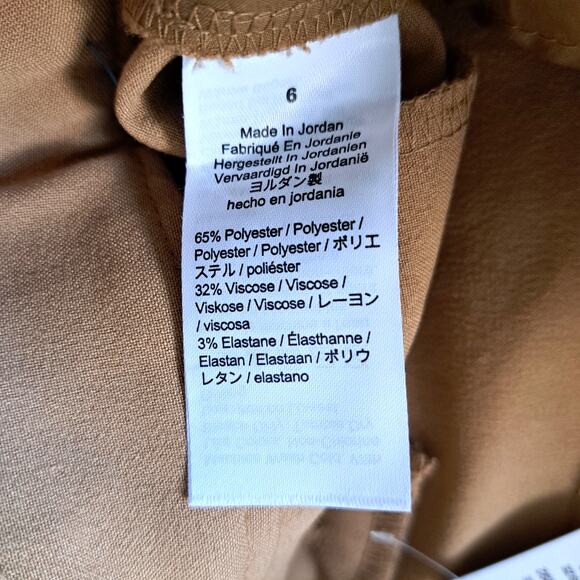 6
Made In Jordan
Fabriqué En Jordanie
Hergestellt In Jordanien
Vervaardigd In Jordanië
ヨルダン製
hecho en jordania
65% Polyester / Polyester /
Polyester / Polyester / ポリエ
ステル / poliéster
32% Viscose / Viscose /
Viskose / Viscose / レーヨン
/ viscosa
3% Elastane / Élasthanne /
Elastan / Elastaan / ポリウ
レタン / elastano